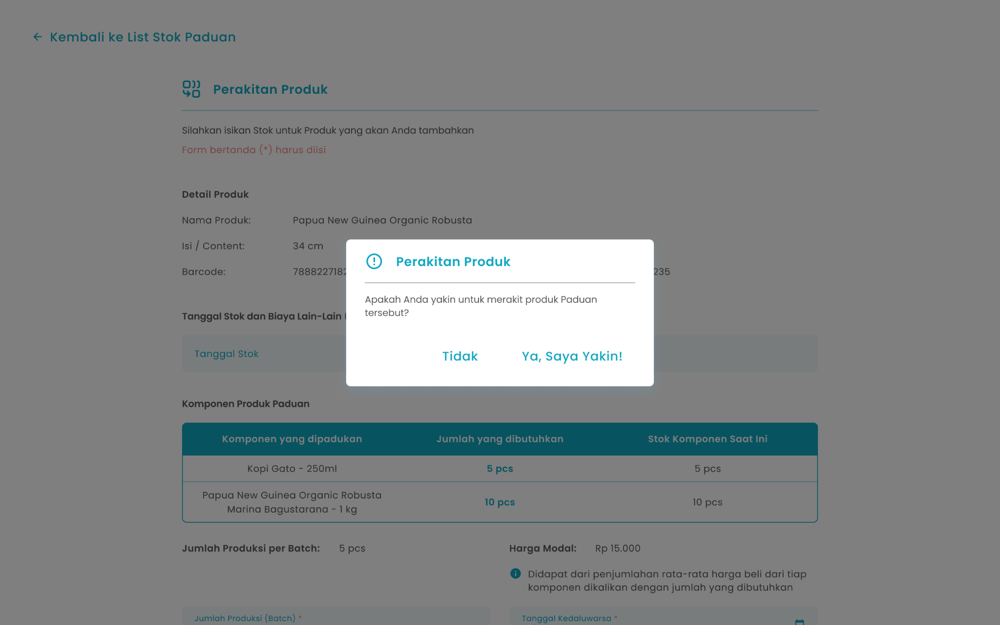 Kembali ke List Stok Paduan
Perakitan Produk
Silahkan isikan Stok untuk Produk yang akan Anda tambahkan
Form bertanda (*) harus diisi
Detail Produk
Nama Produk: Papua New Guinea Organic Robusta
Isi / Content: 34 cm
Barcode:
Perakitan Produk
Apakah Anda yakin untuk merakit produk Paduan
tersebut?
Tidak Ya, Saya Yakin!
Tanggal Stok dan Biaya Lain-Lain
Tanggal Stok
Komponen Produk Paduan
Komponen yang dipadukan Jumlah yang dibutuhkan Stok Komponen Saat Ini
Kopi Gato - 250ml 5 pcs 5 pcs
Papua New Guinea Organic Robusta
Marina Bagustarana - 1 kg 10 pcs 10 pcs
Jumlah Produksi per Batch: 5 pcs
Harga Modal: Rp 15.000
Didapat dari penjumlahan rata-rata harga beli dari tiap
komponen dikalikan dengan jumlah yang dibutuhkan
Jumlah Produksi (Batch) *
Tanggal Kedaluwarsa *